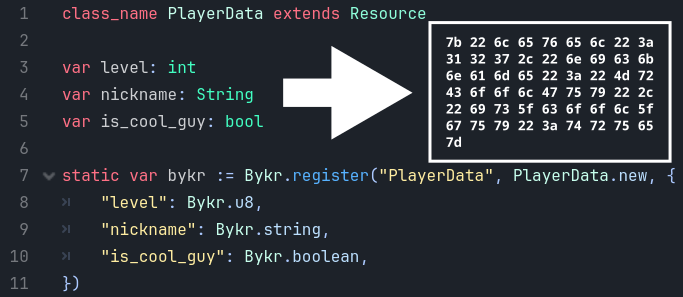 1 class_name PlayerData extends Resource
2
3 var level: int
4 var nickname: String
5 var is_cool_guy: bool
6
7 static var bykr := Bykr.register("PlayerData", PlayerData.new, {
8 "level": Bykr.u8,
9 "nickname": Bykr.string,
10 "is_cool_guy": Bykr.boolean,
11 })
7b 22 6c 65 76 65 6c 22 3a
31 32 37 2c 22 6e 69 63 6b
6e 61 6d 65 22 3a 22 4d 72
43 6f 6f 6c 47 75 79 22 2c
22 69 73 5f 63 6f 6f 6c 5f
67 75 79 22 3a 74 72 75 65
7d